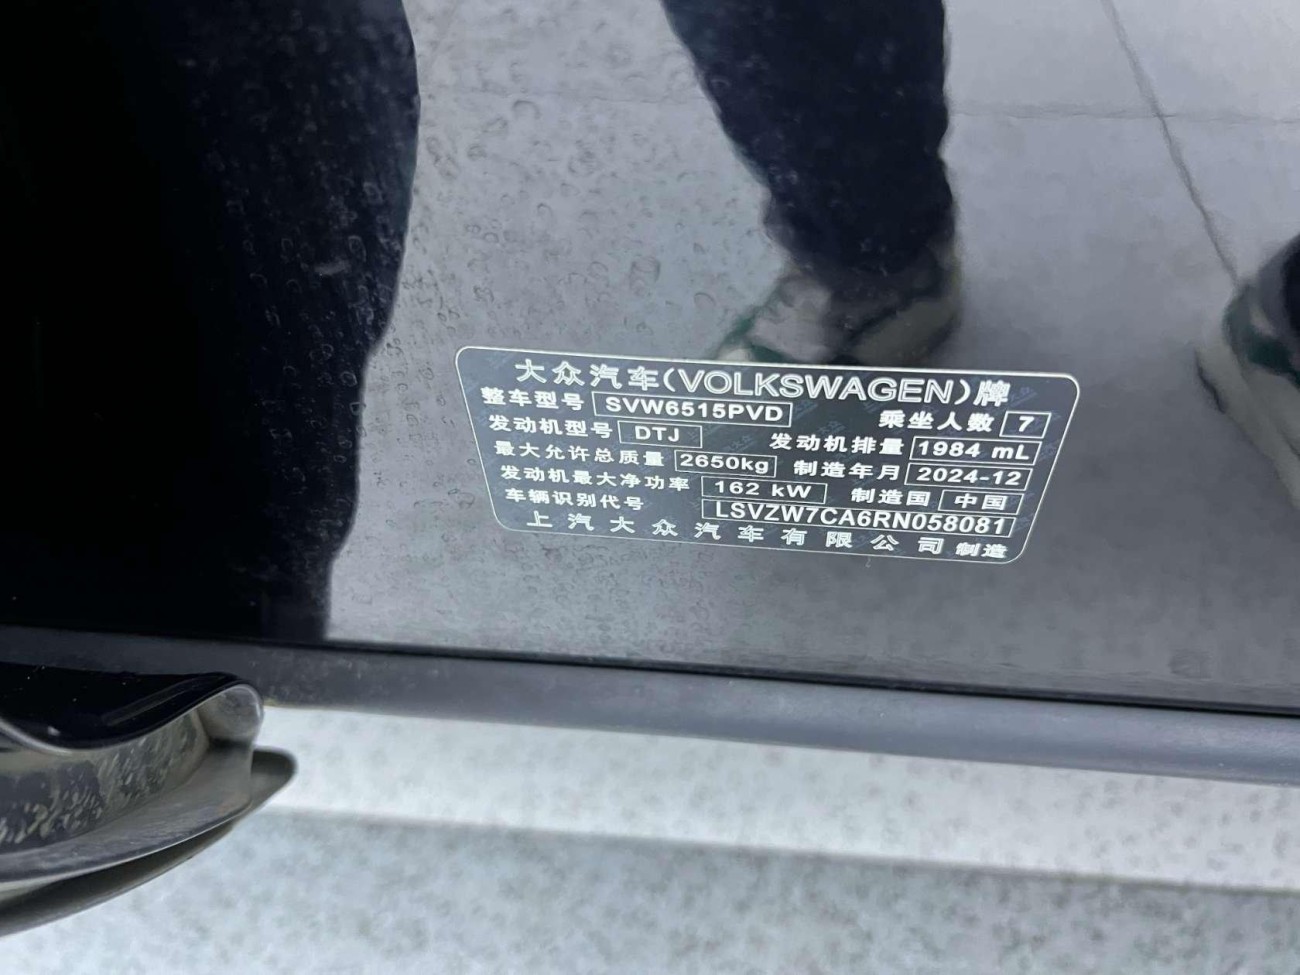 大众汽车(VOLKSWAGEN)牌
整车型号 SVW6515PVD 乘坐人数 7
发动机型号 DTJ 发动机排量 1984 mL
最大允许总质量 2650kg 制造年月 2024-12
发动机最大净功率 162 kW 制造国 中国
车辆识别代号 LSVZW7CA6RN058081
上汽大众汽车有限公司 制造